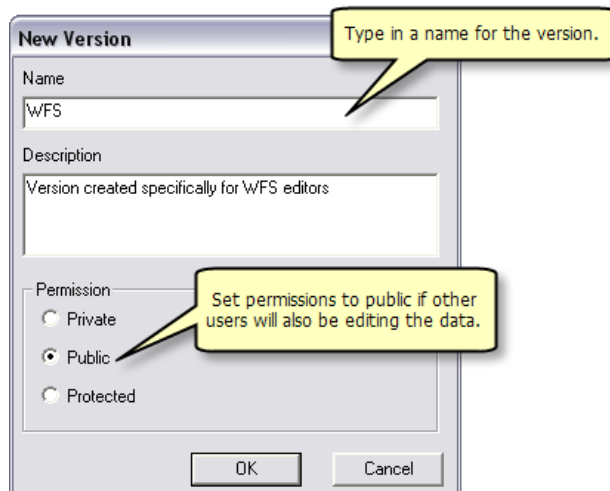 New Version
Type in a name for the version.
Name
WFS
Description
Version created specifically for WFS editors
Permission
Private
Set permissions to public if other
users will also be editing the data.
Public
Protected
OK
Cancel